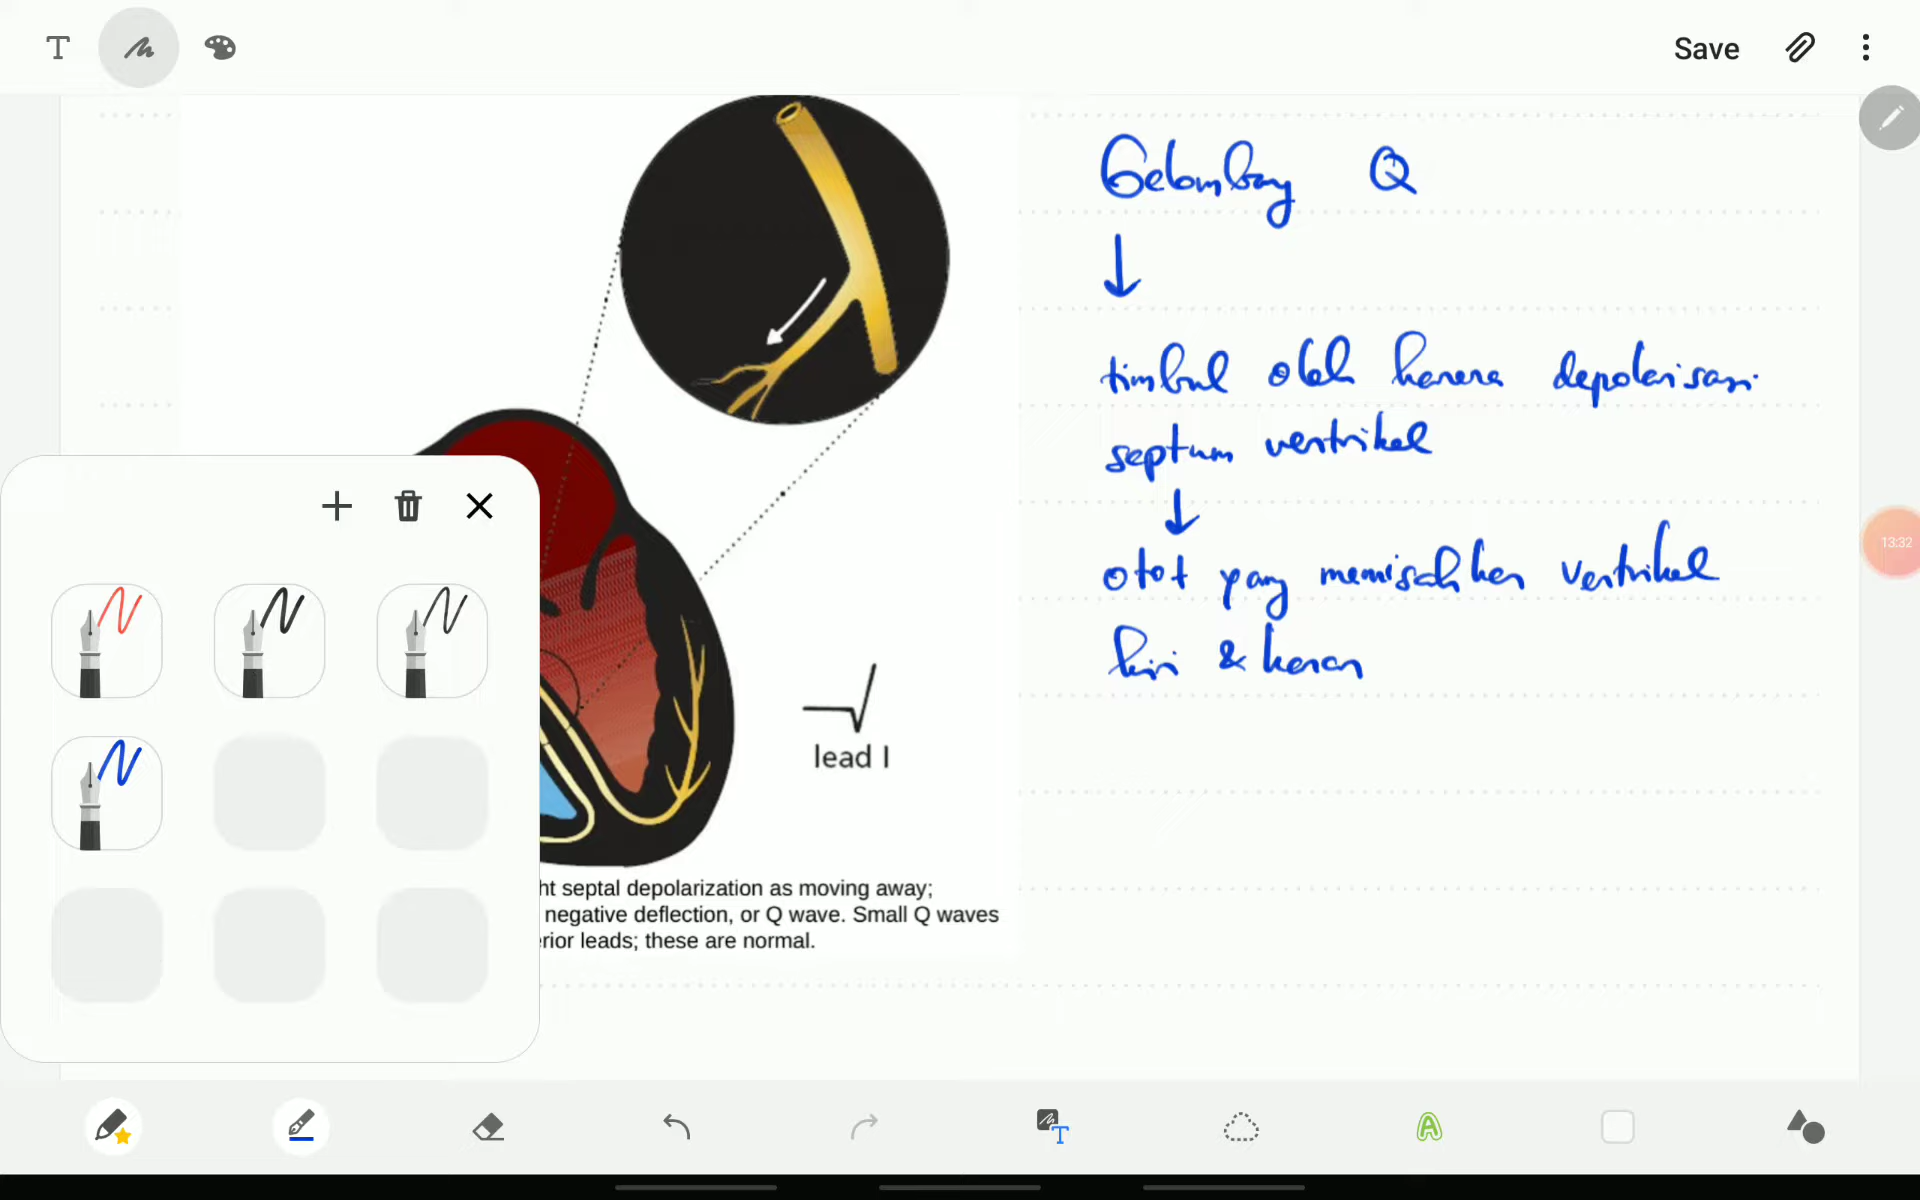 T
Save
Gelombang Q
timbul oleh karena depolarisasi
septum ventrikel
otot yang memisahkan ventrikel
kiri & kanan
13:32
lead I
ht septal depolarization as moving away;
negative deflection, or Q wave. Small Q waves
erior leads; these are normal.
T
A